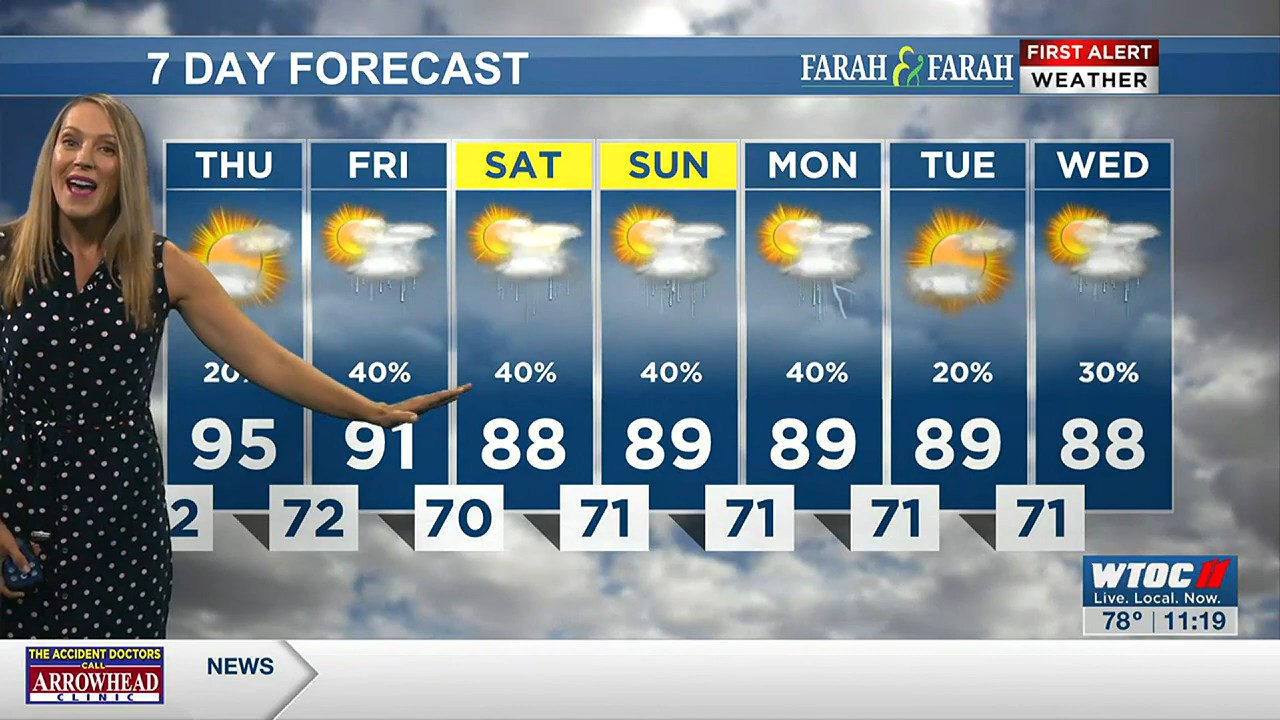 7 DAY FORECAST
FARAH & FARAH
FIRST ALERT
WEATHER
THU FRI SAT SUN MON TUE WED
20% 40% 40% 40% 40% 20% 30%
95 91 88 89 89 89 88
2 72 70 71 71 71 71
WTOC 11
Live. Local. Now.
78° | 11:19
THE ACCIDENT DOCTORS
CALL
ARROWHEAD
CLINIC
NEWS